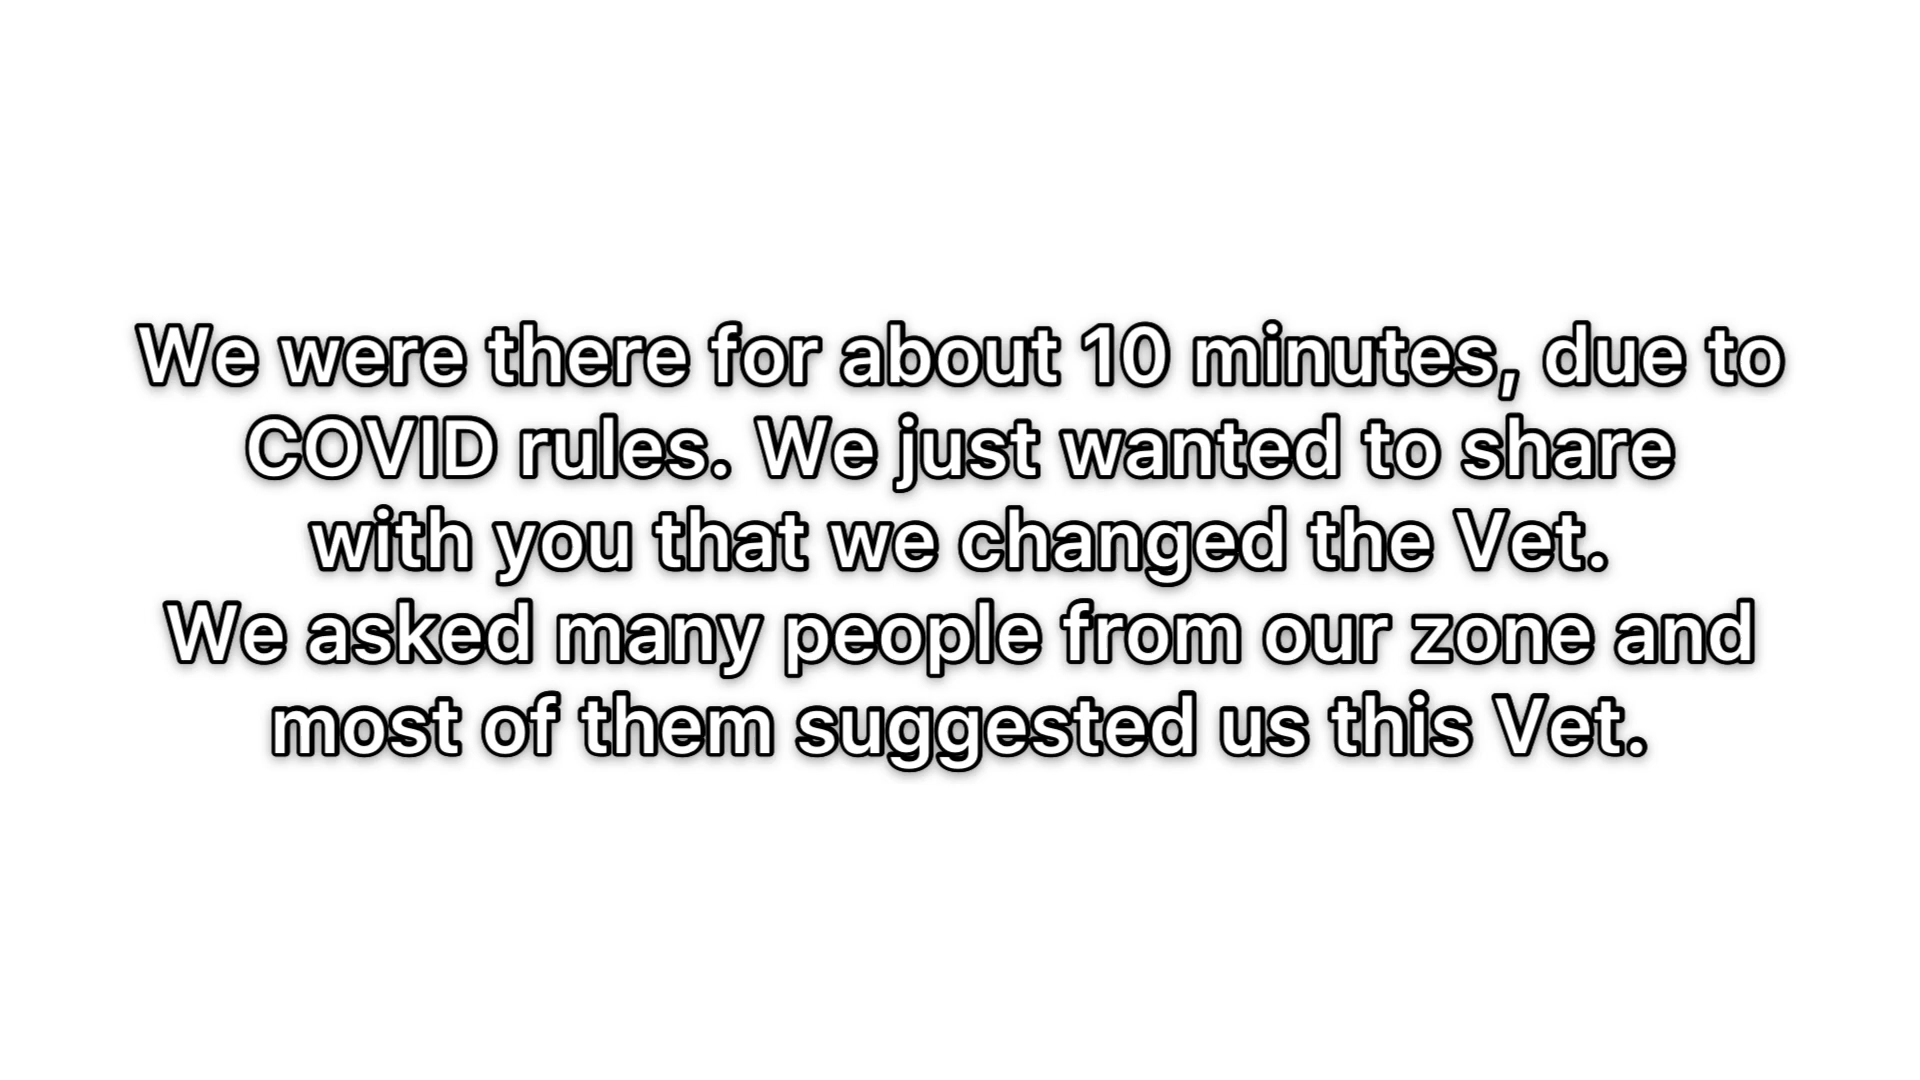 We were there for about 10 minutes, due to
COVID rules. We just wanted to share
with you that we changed the Vet.
We asked many people from our zone and
most of them suggested us this Vet.